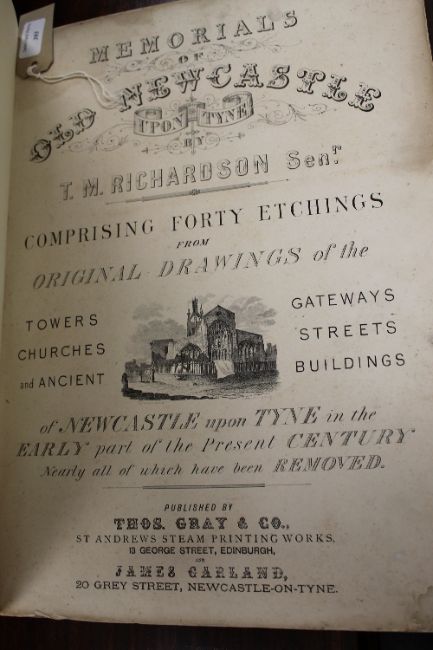 MEMORIALS
OF
OLD NEWCASTLE
UPON TYNE
BY
T. M. RICHARDSON Senr.
COMPRISING FORTY ETCHINGS
FROM
ORIGINAL DRAWINGS of the
TOWERS
CHURCHES
and ANCIENT
GATEWAYS
STREETS
BUILDINGS
of NEWCASTLE upon TYNE in the
EARLY part of the Present CENTURY
Nearly all of which have been REMOVED.
PUBLISHED BY
THOS. GRAY & CO.,
ST ANDREWS STEAM PRINTING WORKS,
13 GEORGE STREET, EDINBURGH,
AND
JAMES GARLAND,
20 GREY STREET, NEWCASTLE-ON-TYNE.